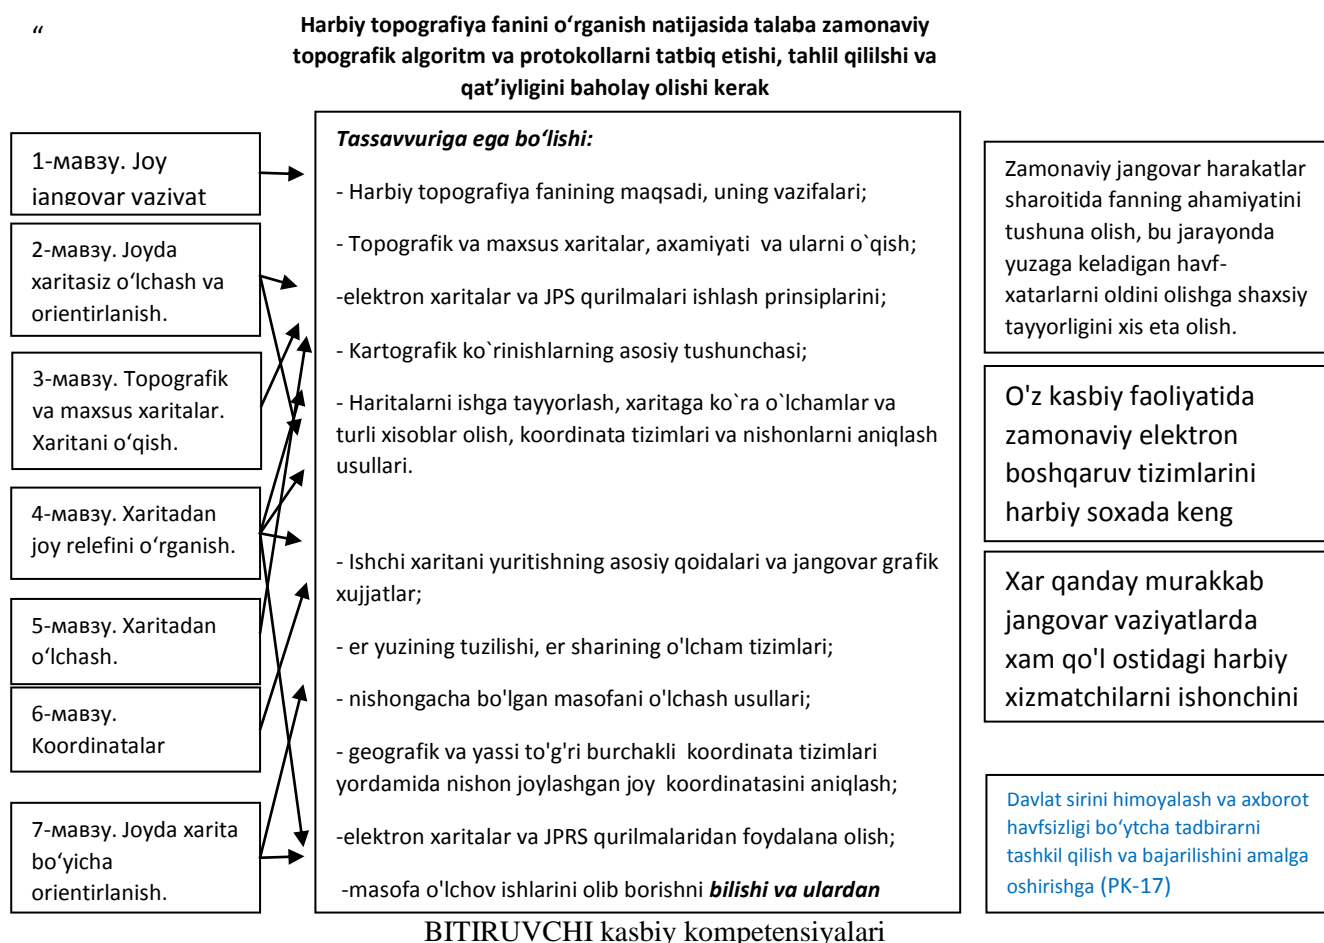 “
Harbiy topografiya fanini o‘rganish natijasida talaba zamonaviy
topografik algoritm va protokollarni tatbiq etishi, tahlil qililshi va
qat’iyligini baholay olishi kerak
1-мавзу. Joy
jangovar vaziyat
2-мавзу. Joyda
xaritasiz o‘lchash va
orientirlanish.
3-мавзу. Topografik
va maxsus xaritalar.
Xaritani o‘qish.
4-мавзу. Xaritadan
joy relefini o‘rganish.
5-мавзу. Xaritadan
o‘lchash.
6-мавзу.
Koordinatalar
7-мавзу. Joyda xarita
bo‘yicha
orientirlanish.
Tassavvuriga ega bo‘lishi:
- Harbiy topografiya fanining maqsadi, uning vazifalari;
- Topografik va maxsus xaritalar, axamiyati va ularni o`qish;
-elektron xaritalar va JPS qurilmalari ishlash prinsiplarini;
- Kartografik ko`rinishlarning asosiy tushunchasi;
- Haritalarni ishga tayyorlash, xaritaga ko`ra o`lchamlar va
turli xisoblar olish, koordinata tizimlari va nishonlarni aniqlash
usullari.
- Ishchi xaritani yuritishning asosiy qoidalari va jangovar grafik
xujjatlar;
- er yuzining tuzilishi, er sharining o'lcham tizimlari;
- nishongacha bo'lgan masofani o'lchash usullari;
- geografik va yassi to'g'ri burchakli koordinata tizimlari
yordamida nishon joylashgan joy koordinatasini aniqlash;
-elektron xaritalar va JPRS qurilmalaridan foydalana olish;
-masofa o'lchov ishlarini olib borishni bilishi va ulardan
Zamonaviy jangovar harakatlar
sharoitida fanning ahamiyatini
tushuna olish, bu jarayonda
yuzaga keladigan havf-
xatarlarni oldini olishga shaxsiy
tayyorligini xis eta olish.
O'z kasbiy faoliyatida
zamonaviy elektron
boshqaruv tizimlarini
harbiy soxada keng
Xar qanday murakkab
jangovar vaziyatlarda
xam qo'l ostidagi harbiy
xizmatchilarni ishonchini
Davlat sirini himoyalash va axborot
havfsizligi bo‘ytcha tadbirarni
tashkil qilish va bajarilishini amalga
oshirishga (PK-17)
BITIRUVCHI kasbiy kompetensiyalari